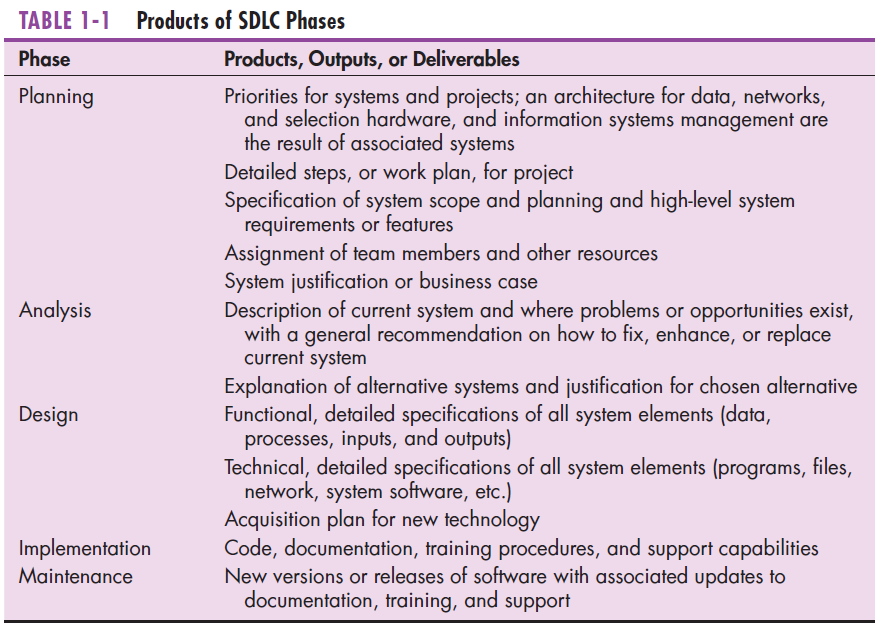 TABLE 1-1 Products of SDLC Phases
Phase Products, Outputs, or Deliverables
Planning Priorities for systems and projects; an architecture for data, networks,
and selection hardware, and information systems management are
the result of associated systems
Detailed steps, or work plan, for project
Specification of system scope and planning and high-level system
requirements or features
Assignment of team members and other resources
System justification or business case
Analysis Description of current system and where problems or opportunities exist,
with a general recommendation on how to fix, enhance, or replace
current system
Explanation of alternative systems and justification for chosen alternative
Design Functional, detailed specifications of all system elements (data,
processes, inputs, and outputs)
Technical, detailed specifications of all system elements (programs, files,
network, system software, etc.)
Acquisition plan for new technology
Implementation Code, documentation, training procedures, and support capabilities
Maintenance New versions or releases of software with associated updates to
documentation, training, and support